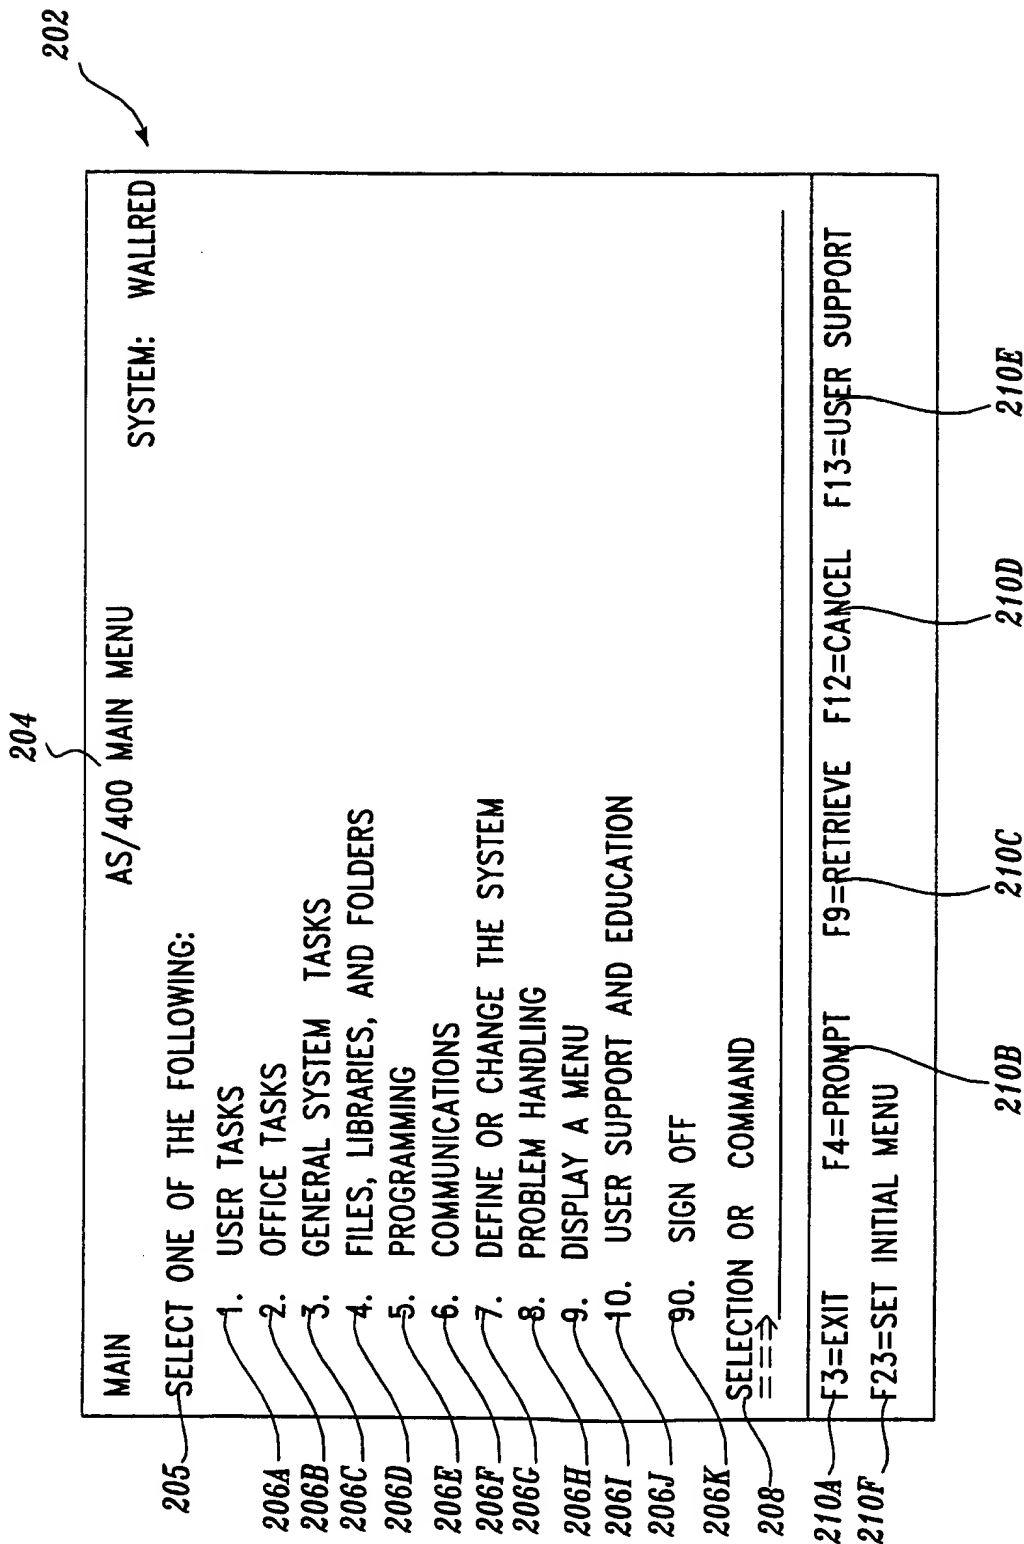 202
204
MAIN AS/400 MAIN MENU
SYSTEM: WALLRED
205 SELECT ONE OF THE FOLLOWING:
206A 1. USER TASKS
206B 2. OFFICE TASKS
206C 3. GENERAL SYSTEM TASKS
206D 4. FILES, LIBRARIES, AND FOLDERS
206E 5. PROGRAMMING
206F 6. COMMUNICATIONS
206G 7. DEFINE OR CHANGE THE SYSTEM
206H 8. PROBLEM HANDLING
206I 9. DISPLAY A MENU
206J 10. USER SUPPORT AND EDUCATION
206K 90. SIGN OFF
208 SELECTION OR COMMAND
===>
210A F3=EXIT F4=PROMPT F9=RETRIEVE F12=CANCEL F13=USER SUPPORT
210F F23=SET INITIAL MENU
210B 210C 210D 210E